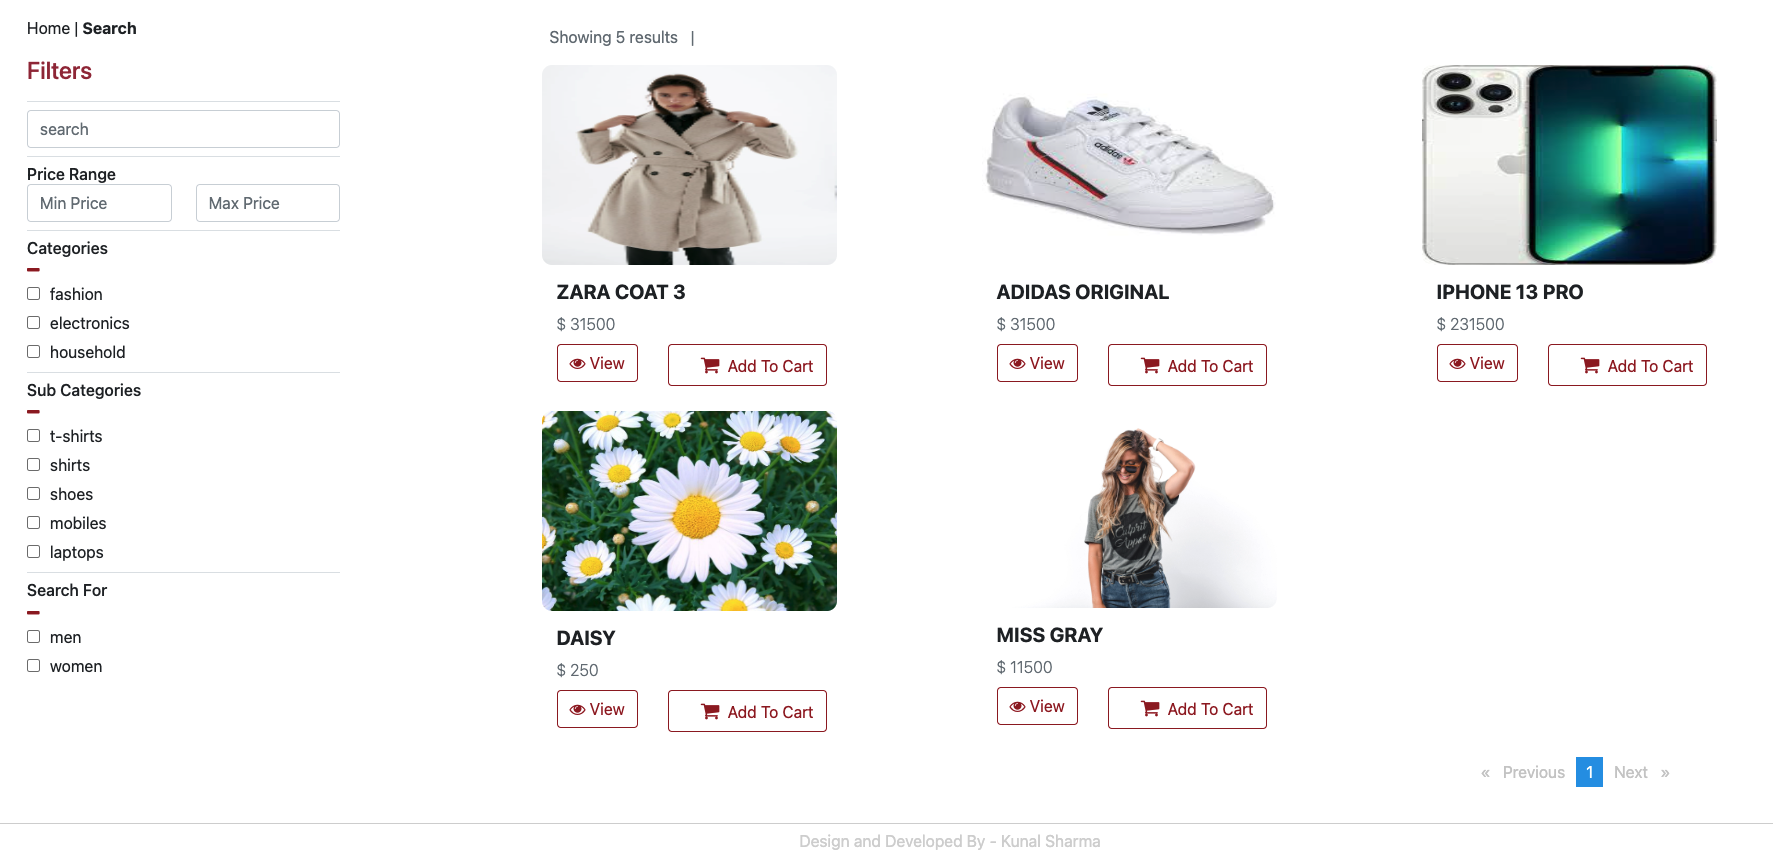 Home | Search
Filters
search
Price Range
Min Price Max Price
Categories
fashion
electronics
household
Sub Categories
t-shirts
shirts
shoes
mobiles
laptops
Search For
men
women
Showing 5 results |
adidas
adidas
ZARA COAT 3
$ 31500
View Add To Cart
ADIDAS ORIGINAL
$ 31500
View Add To Cart
IPHONE 13 PRO
$ 231500
View Add To Cart
DAISY
$ 250
View Add To Cart
MISS GRAY
$ 11500
View Add To Cart
« Previous 1 Next »
Design and Developed By - Kunal Sharma